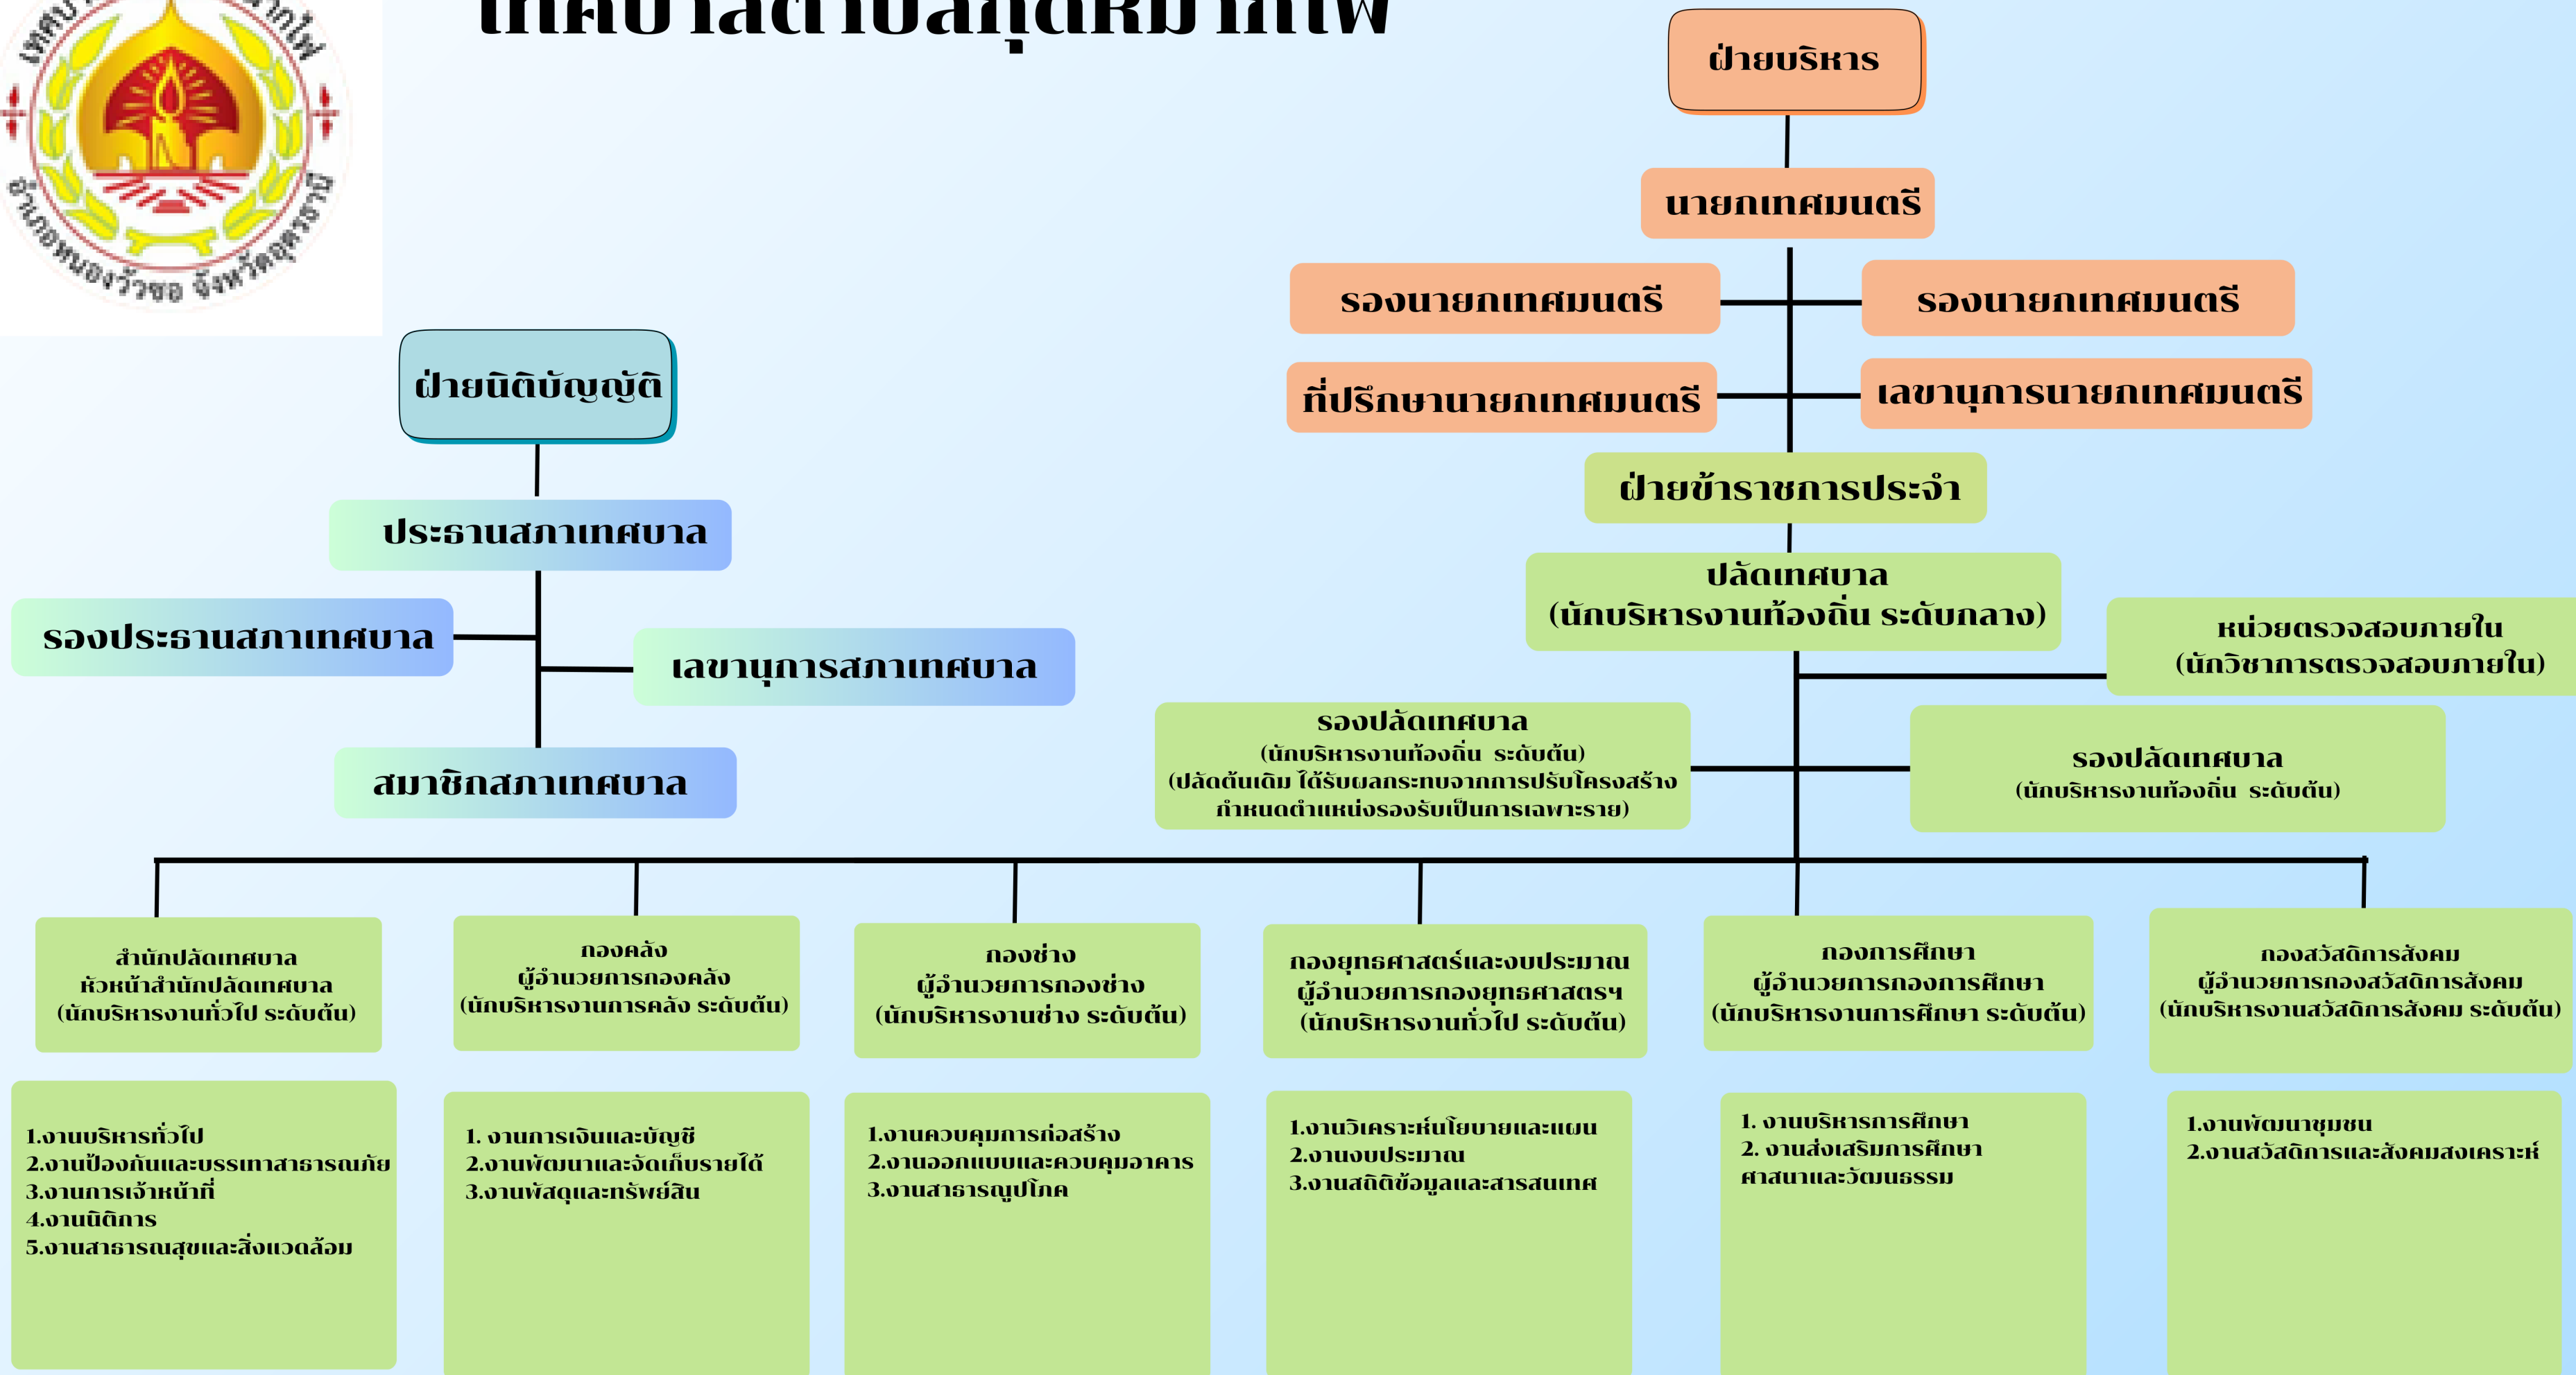 เทศบาลตำบลกุดหมากไฟ
อำเภอหนองวัวซอ จังหวัดอุดรธานี
ฝ่ายบริหาร
นายกเทศมนตรี
รองนายกเทศมนตรี
รองนายกเทศมนตรี
ที่ปรึกษานายกเทศมนตรี
เลขานุการนายกเทศมนตรี
ฝ่ายข้าราชการประจำ
ปลัดเทศบาล
(นักบริหารงานท้องถิ่น ระดับกลาง)
หน่วยตรวจสอบภายใน
(นักวิชาการตรวจสอบภายใน)
รองปลัดเทศบาล
(นักบริหารงานท้องถิ่น ระดับต้น)
(ปลัดต้นเดิม ได้รับผลกระทบจากการปรับโครงสร้าง
กำหนดตำแหน่งรองรับเป็นการเฉพาะราย)
รองปลัดเทศบาล
(นักบริหารงานท้องถิ่น ระดับต้น)
ฝ่ายนิติบัญญัติ
ประธานสภาเทศบาล
รองประธานสภาเทศบาล
เลขานุการสภาเทศบาล
สมาชิกสภาเทศบาล
สำนักปลัดเทศบาล
หัวหน้าสำนักปลัดเทศบาล
(นักบริหารงานทั่วไป ระดับต้น)
1.งานบริหารทั่วไป
2.งานป้องกันและบรรเทาสาธารณภัย
3.งานการเจ้าหน้าที่
4.งานนิติการ
5.งานสาธารณสุขและสิ่งแวดล้อม
กองคลัง
ผู้อำนวยการกองคลัง
(นักบริหารงานการคลัง ระดับต้น)
1. งานการเงินและบัญชี
2.งานพัฒนาและจัดเก็บรายได้
3.งานพัสดุและทรัพย์สิน
กองช่าง
ผู้อำนวยการกองช่าง
(นักบริหารงานช่าง ระดับต้น)
1.งานควบคุมการก่อสร้าง
2.งานออกแบบและควบคุมอาคาร
3.งานสาธารณูปโภค
กองยุทธศาสตร์และงบประมาณ
ผู้อำนวยการกองยุทธศาสตรฯ
(นักบริหารงานทั่วไป ระดับต้น)
1.งานวิเคราะห์นโยบายและแผน
2.งานงบประมาณ
3.งานสถิติข้อมูลและสารสนเทศ
กองการศึกษา
ผู้อำนวยการกองการศึกษา
(นักบริหารงานการศึกษา ระดับต้น)
1. งานบริหารการศึกษา
2. งานส่งเสริมการศึกษา
ศาสนาและวัฒนธรรม
กองสวัสดิการสังคม
ผู้อำนวยการกองสวัสดิการสังคม
(นักบริหารงานสวัสดิการสังคม ระดับต้น)
1.งานพัฒนาชุมชน
2.งานสวัสดิการและสังคมสงเคราะห์